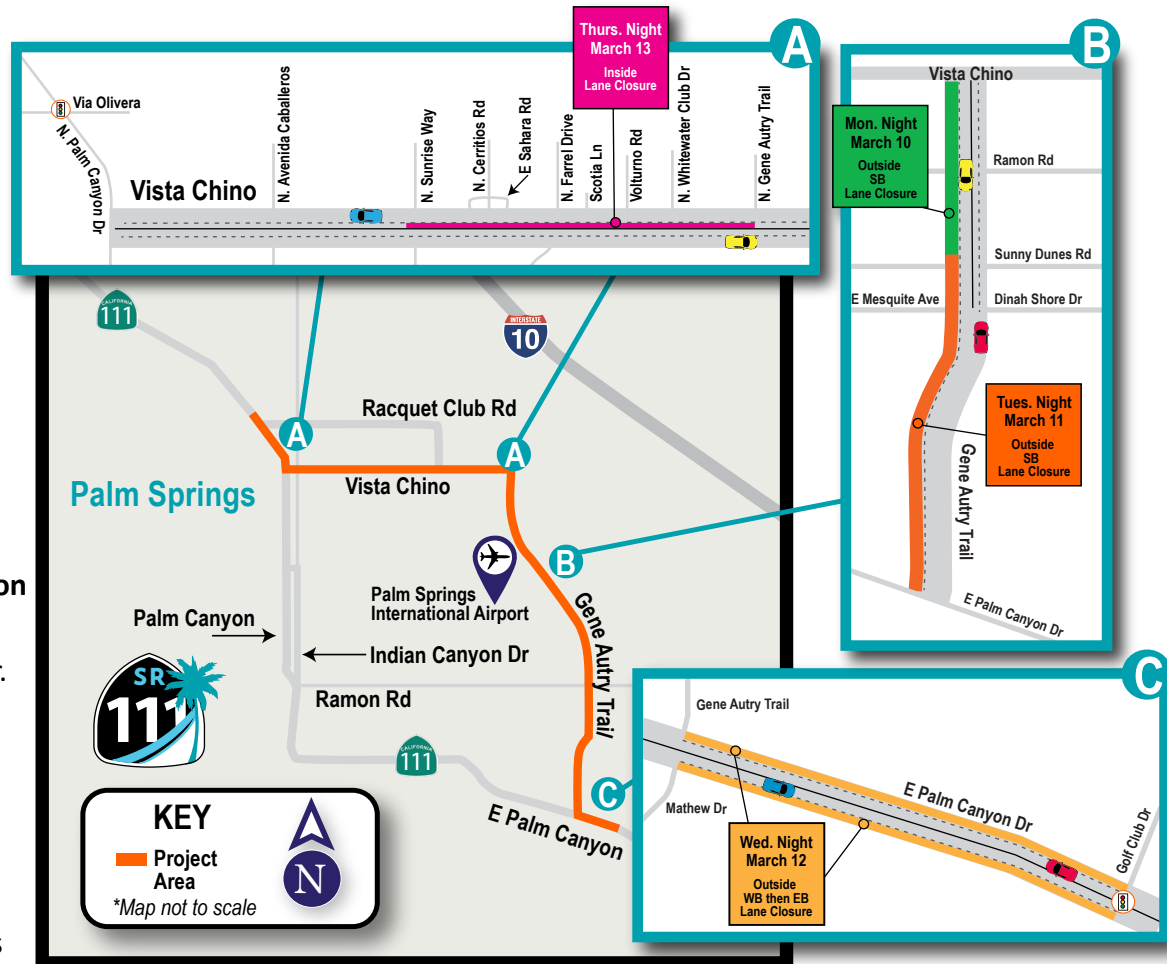 A
Thurs. Night
March 13
Inside
Lane Closure
Via Olivera
N. Palm Canyon Dr
Vista Chino
N. Avenida Caballeros
N. Sunrise Way
N. Cerritios Rd
E Sahara Rd
N. Farrel Drive
Scotia Ln
Volturno Rd
N. Whitewater Club Dr
N. Gene Autry Trail
B
Vista Chino
Mon. Night
March 10
Outside
SB
Lane Closure
Ramon Rd
Sunny Dunes Rd
E Mesquite Ave
Dinah Shore Dr
Tues. Night
March 11
Outside
SB
Lane Closure
Gene Autry Trail
E Palm Canyon Dr
CALIFORNIA
111
INTERSTATE
10
Racquet Club Rd
A
A
Vista Chino
Palm Springs
B
Palm Springs
International Airport
Gene Autry Trail/
on
Palm Canyon
Indian Canyon Dr
r.
SR
111
Ramon Rd
CALIFORNIA
111
C
E Palm Canyon
KEY
Project
Area
*Map not to scale
N
s
C
Gene Autry Trail
E Palm Canyon Dr
Mathew Dr
Golf Club Dr
Wed. Night
March 12
Outside
WB then EB
Lane Closure